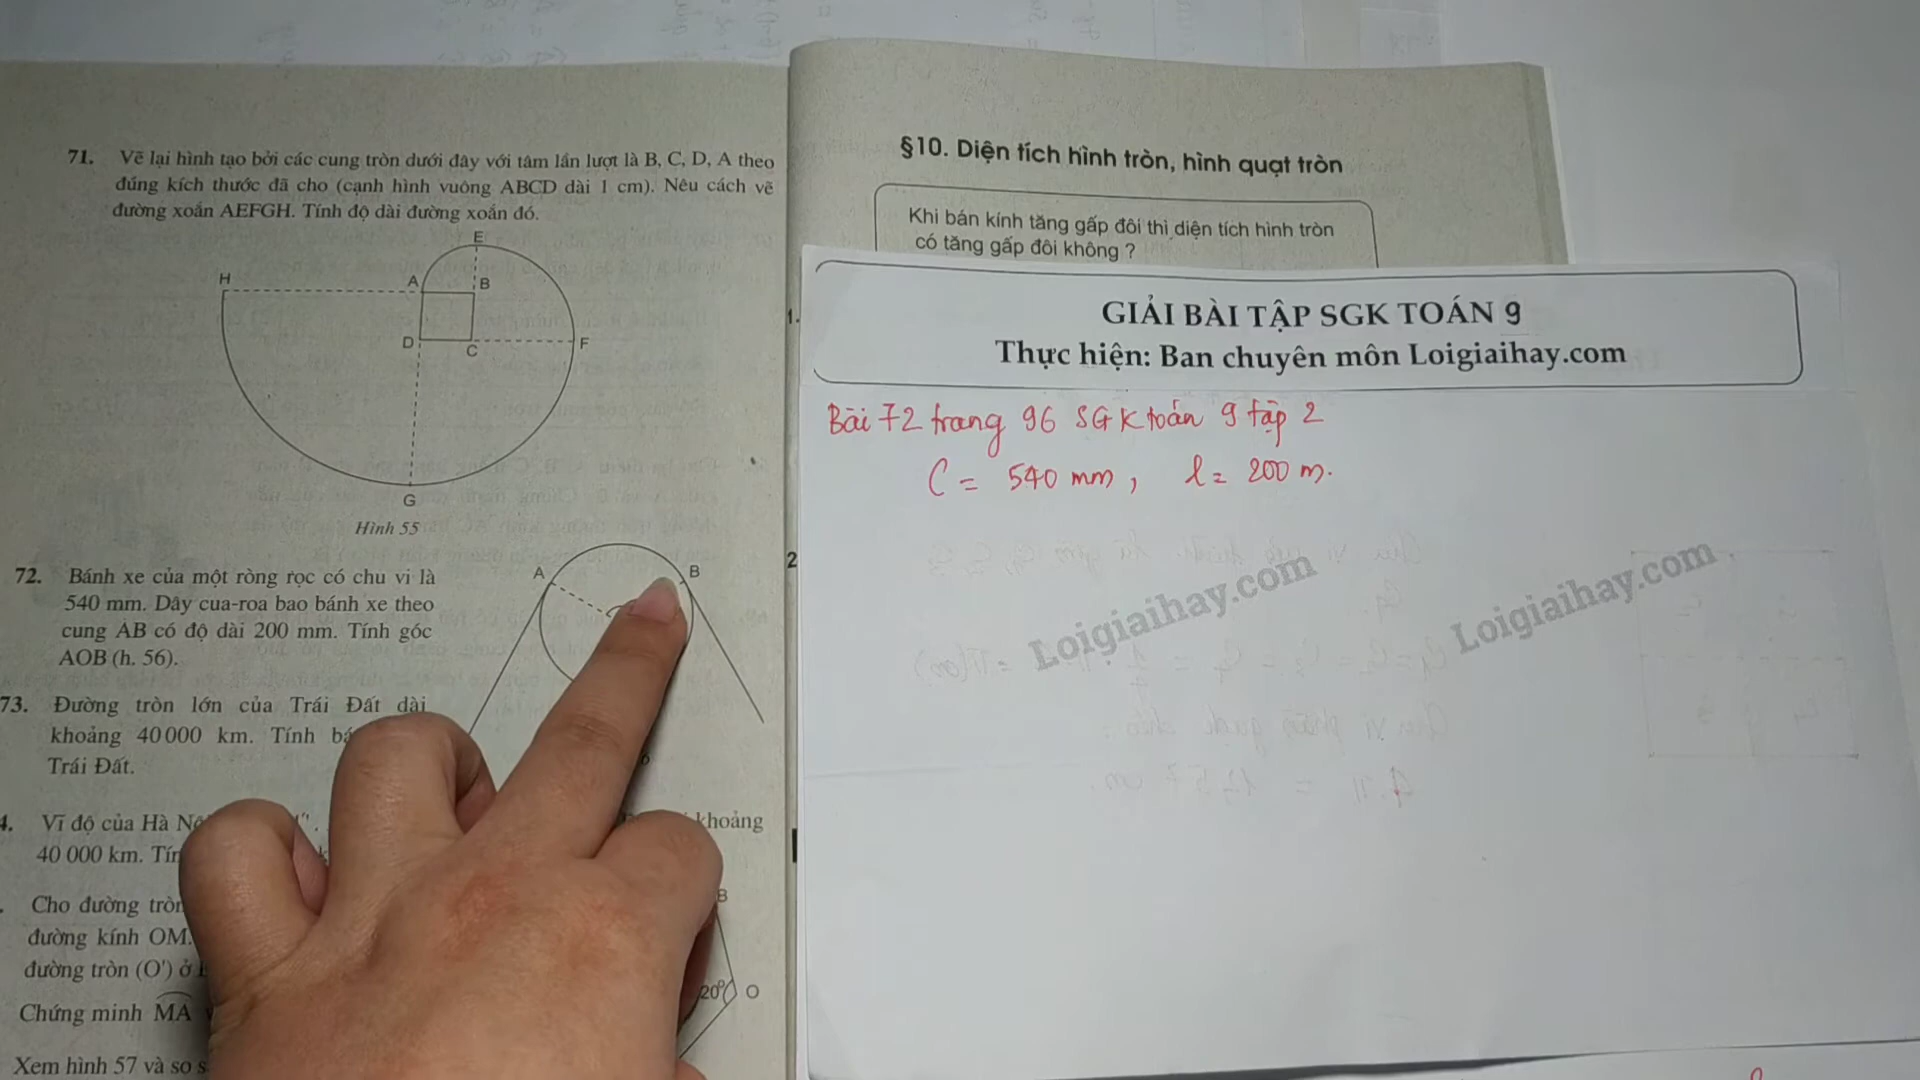 71. Vẽ lại hình tạo bởi các cung tròn dưới đây với tâm lần lượt là B, C, D, A theo
đúng kích thước đã cho (cạnh hình vuông ABCD dài 1 cm). Nêu cách vẽ
đường xoắn AEFGH. Tính độ dài đường xoắn đó.
E
H
A
B
D
C
F
G
Hình 55
72. Bánh xe của một ròng rọc có chu vi là
540 mm. Dây cua-roa bao bánh xe theo
cung AB có độ dài 200 mm. Tính góc
AOB (h. 56).
A
B
6
73. Đường tròn lớn của Trái Đất dài
khoảng 40 000 km. Tính
Trái Đất.
4. Vĩ độ của Hà
khoảng
40 000 km.
Cho đường tròn
đường kính OM.
đường tròn (O') ở
Chứng minh MA
B
20°
O
Xem hình 57 và so
§10. Diện tích hình tròn, hình quạt tròn
Khi bán kính tăng gấp đôi thì diện tích hình tròn
có tăng gấp đôi không ?
1.
2
GIẢI BÀI TẬP SGK TOÁN 9
Thực hiện: Ban chuyên môn Loigiaihay.com
Bài 72 trang 96 SGK toán 9 tập 2
C = 540 mm, l = 200 m.
Loigiaihay.com
Loigiaihay.com